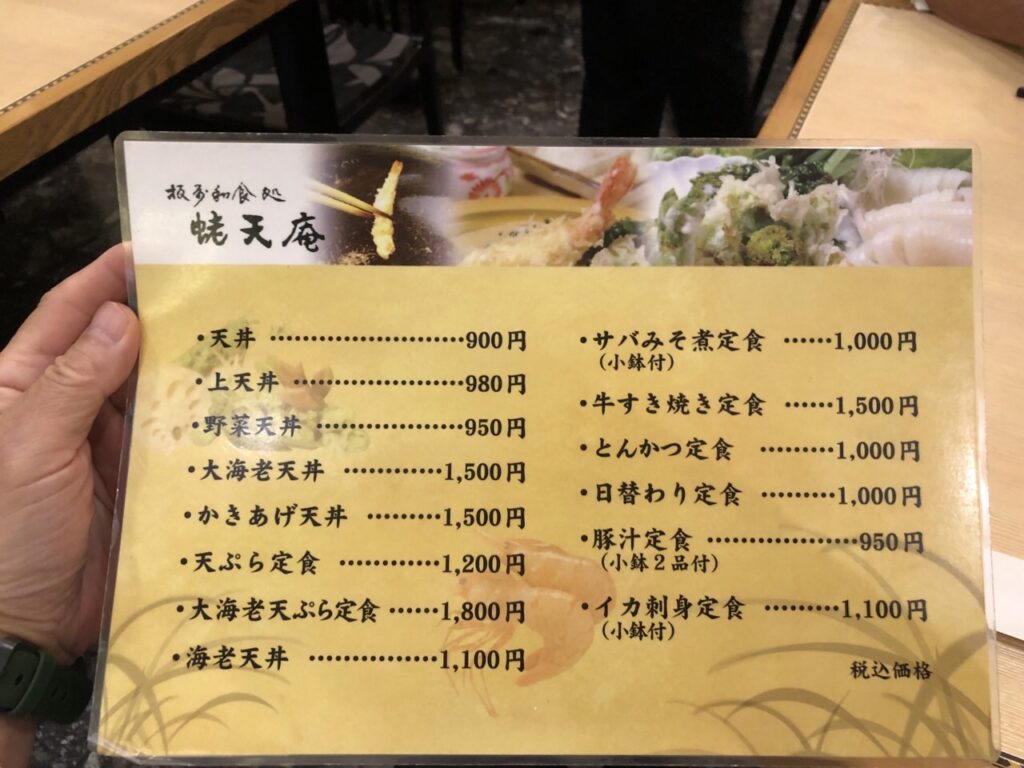 板前和食処
天庵
・天丼 ……………………900円
・上天丼 …………………980円
・野菜天丼 ………………950円
・大海老天丼 …………1,500円
・かきあげ天丼 ………1,500円
・天ぷら定食 …………1,200円
・大海老天ぷら定食 ……1,800円
・海老天丼 ……………1,100円
・サバみそ煮定食 ……1,000円
(小鉢付)
・牛すき焼き定食 ……1,500円
・とんかつ定食 ………1,000円
・日替わり定食 ………1,000円
・豚汁定食 ………………950円
(小鉢2品付)
・イカ刺身定食 ………1,100円
(小鉢付)
税込価格